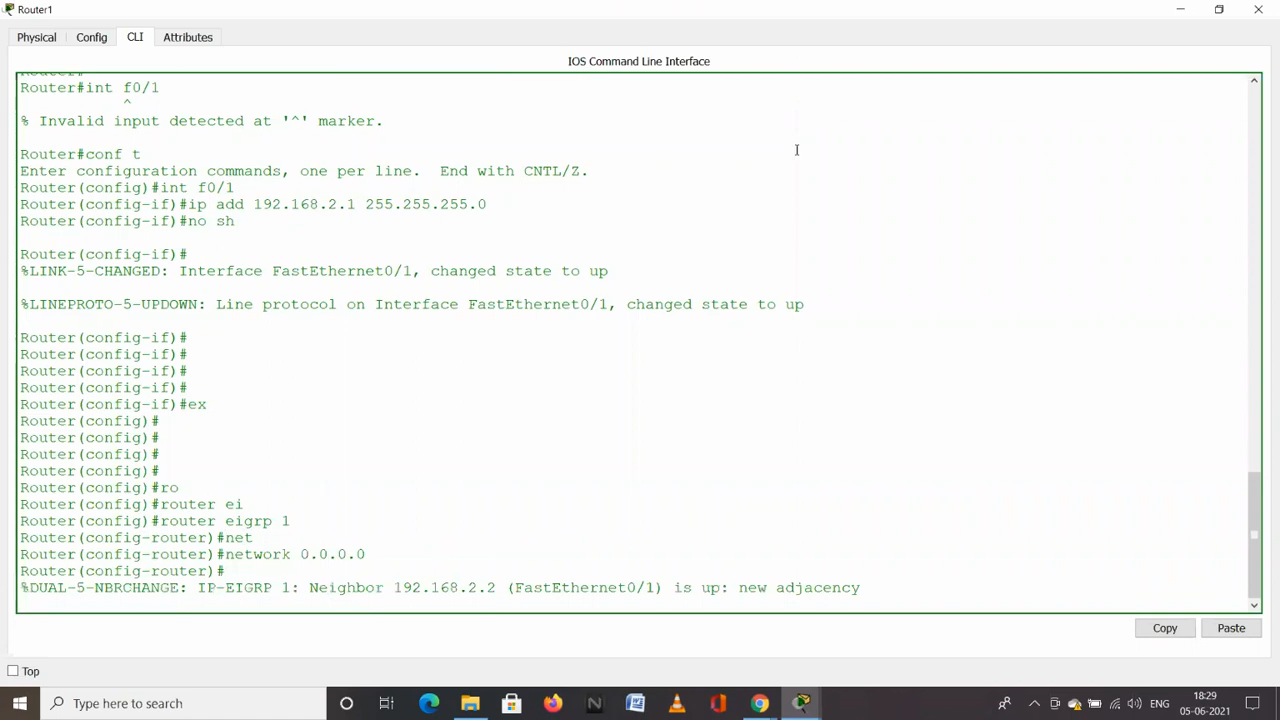 Router1
Physical Config CLI Attributes
IOS Command Line Interface
Router#
Router#int f0/1
^
% Invalid input detected at '^' marker.
Router#conf t
Enter configuration commands, one per line.  End with CNTL/Z.
Router(config)#int f0/1
Router(config-if)#ip add 192.168.2.1 255.255.255.0
Router(config-if)#no sh
Router(config-if)#
%LINK-5-CHANGED: Interface FastEthernet0/1, changed state to up
%LINEPROTO-5-UPDOWN: Line protocol on Interface FastEthernet0/1, changed state to up
Router(config-if)#
Router(config-if)#
Router(config-if)#
Router(config-if)#
Router(config-if)#ex
Router(config)#
Router(config)#
Router(config)#
Router(config)#
Router(config)#ro
Router(config)#router ei
Router(config)#router eigrp 1
Router(config-router)#net
Router(config-router)#network 0.0.0.0
Router(config-router)#
%DUAL-5-NBRCHANGE: IP-EIGRP 1: Neighbor 192.168.2.2 (FastEthernet0/1) is up: new adjacency
Copy Paste
Top
Type here to search
ENG
18:29
05-06-2021